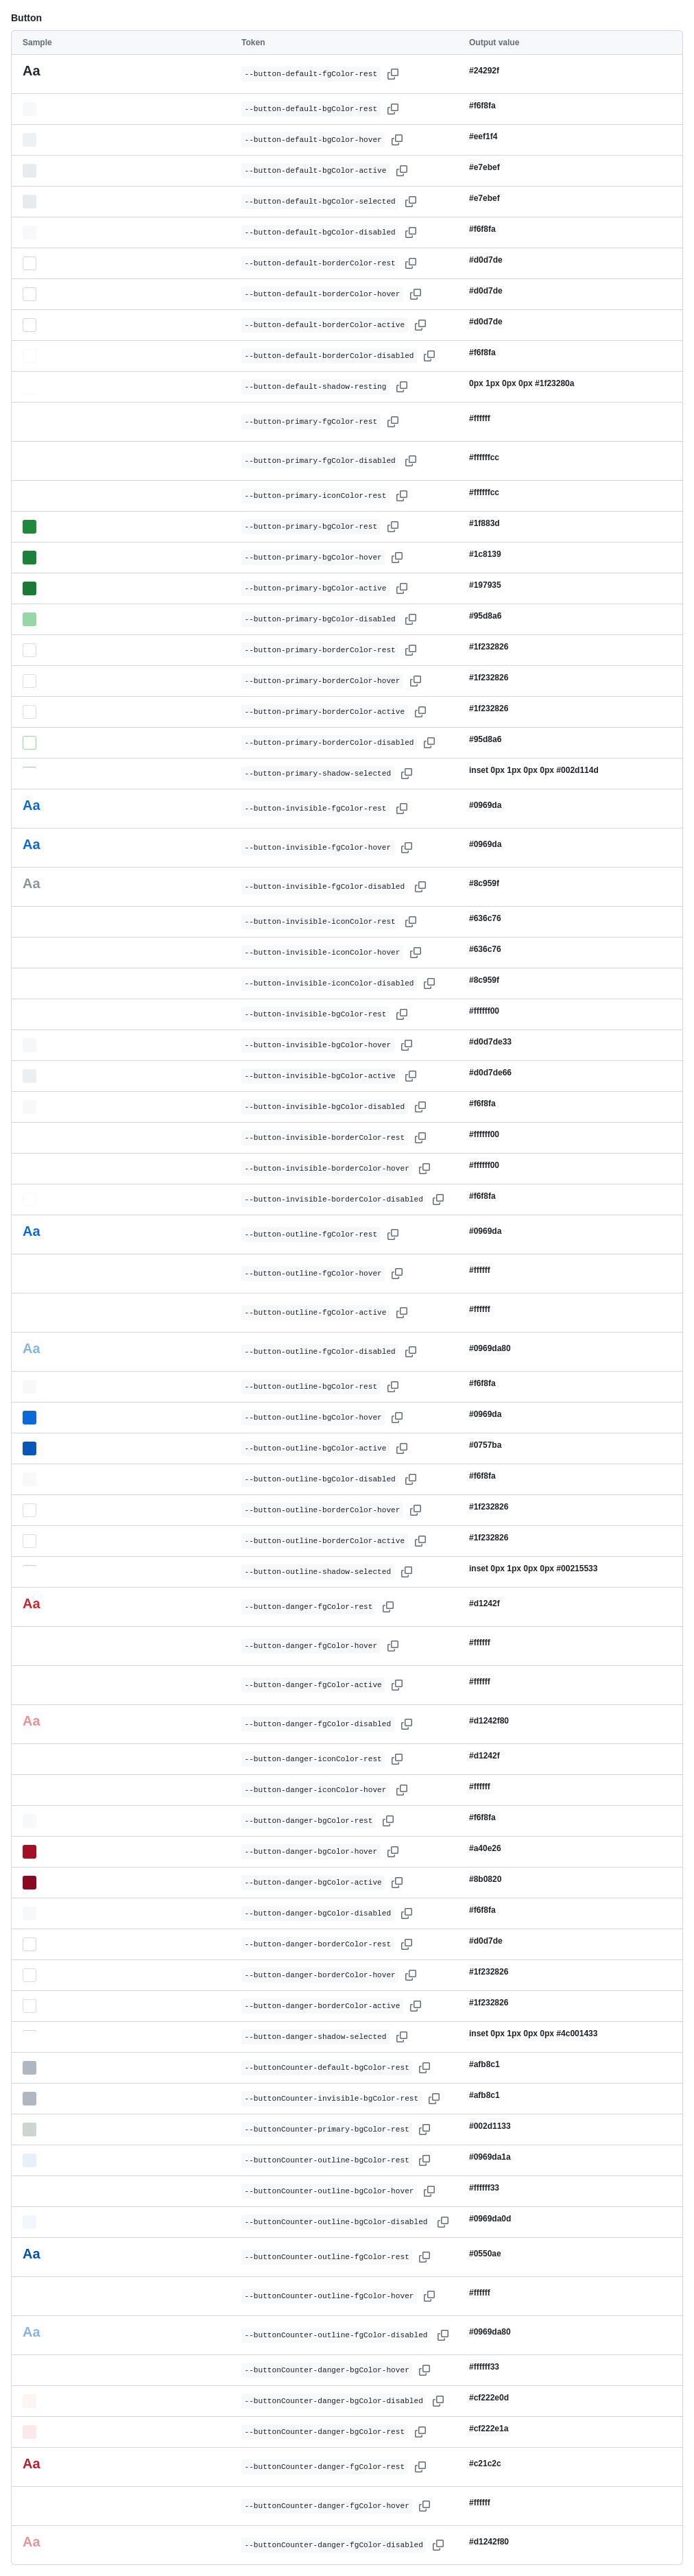 Button
Sample Token Output value
Aa --button-default-fgColor-rest #24292f
--button-default-bgColor-rest #f6f8fa
--button-default-bgColor-hover #eef1f4
--button-default-bgColor-active #e7ebef
--button-default-bgColor-selected #e7ebef
--button-default-bgColor-disabled #f6f8fa
--button-default-borderColor-rest #d0d7de
--button-default-borderColor-hover #d0d7de
--button-default-borderColor-active #d0d7de
--button-default-borderColor-disabled #f6f8fa
--button-default-shadow-resting 0px 1px 0px 0px #1f23280a
--button-primary-fgColor-rest #ffffff
--button-primary-fgColor-disabled #ffffffcc
--button-primary-iconColor-rest #ffffffcc
--button-primary-bgColor-rest #1f883d
--button-primary-bgColor-hover #1c8139
--button-primary-bgColor-active #197935
--button-primary-bgColor-disabled #95d8a6
--button-primary-borderColor-rest #1f232826
--button-primary-borderColor-hover #1f232826
--button-primary-borderColor-active #1f232826
--button-primary-borderColor-disabled #95d8a6
--button-primary-shadow-selected inset 0px 1px 0px 0px #002d114d
Aa --button-invisible-fgColor-rest #0969da
Aa --button-invisible-fgColor-hover #0969da
Aa --button-invisible-fgColor-disabled #8c959f
--button-invisible-iconColor-rest #636c76
--button-invisible-iconColor-hover #636c76
--button-invisible-iconColor-disabled #8c959f
--button-invisible-bgColor-rest #ffffff00
--button-invisible-bgColor-hover #d0d7de33
--button-invisible-bgColor-active #d0d7de66
--button-invisible-bgColor-disabled #f6f8fa
--button-invisible-borderColor-rest #ffffff00
--button-invisible-borderColor-hover #ffffff00
--button-invisible-borderColor-disabled #f6f8fa
Aa --button-outline-fgColor-rest #0969da
--button-outline-fgColor-hover #ffffff
--button-outline-fgColor-active #ffffff
Aa --button-outline-fgColor-disabled #0969da80
--button-outline-bgColor-rest #f6f8fa
--button-outline-bgColor-hover #0969da
--button-outline-bgColor-active #0757ba
--button-outline-bgColor-disabled #f6f8fa
--button-outline-borderColor-hover #1f232826
--button-outline-borderColor-active #1f232826
--button-outline-shadow-selected inset 0px 1px 0px 0px #00215533
Aa --button-danger-fgColor-rest #d1242f
--button-danger-fgColor-hover #ffffff
--button-danger-fgColor-active #ffffff
Aa --button-danger-fgColor-disabled #d1242f80
--button-danger-iconColor-rest #d1242f
--button-danger-iconColor-hover #ffffff
--button-danger-bgColor-rest #f6f8fa
--button-danger-bgColor-hover #a40e26
--button-danger-bgColor-active #8b0820
--button-danger-bgColor-disabled #f6f8fa
--button-danger-borderColor-rest #d0d7de
--button-danger-borderColor-hover #1f232826
--button-danger-borderColor-active #1f232826
--button-danger-shadow-selected inset 0px 1px 0px 0px #4c001433
--buttonCounter-default-bgColor-rest #afb8c1
--buttonCounter-invisible-bgColor-rest #afb8c1
--buttonCounter-primary-bgColor-rest #002d1133
--buttonCounter-outline-bgColor-rest #0969da1a
--buttonCounter-outline-bgColor-hover #ffffff33
--buttonCounter-outline-bgColor-disabled #0969da0d
Aa --buttonCounter-outline-fgColor-rest #0550ae
--buttonCounter-outline-fgColor-hover #ffffff
Aa --buttonCounter-outline-fgColor-disabled #0969da80
--buttonCounter-danger-bgColor-hover #ffffff33
--buttonCounter-danger-bgColor-disabled #cf222e0d
--buttonCounter-danger-bgColor-rest #cf222e1a
Aa --buttonCounter-danger-fgColor-rest #c21c2c
--buttonCounter-danger-fgColor-hover #ffffff
Aa --buttonCounter-danger-fgColor-disabled #d1242f80